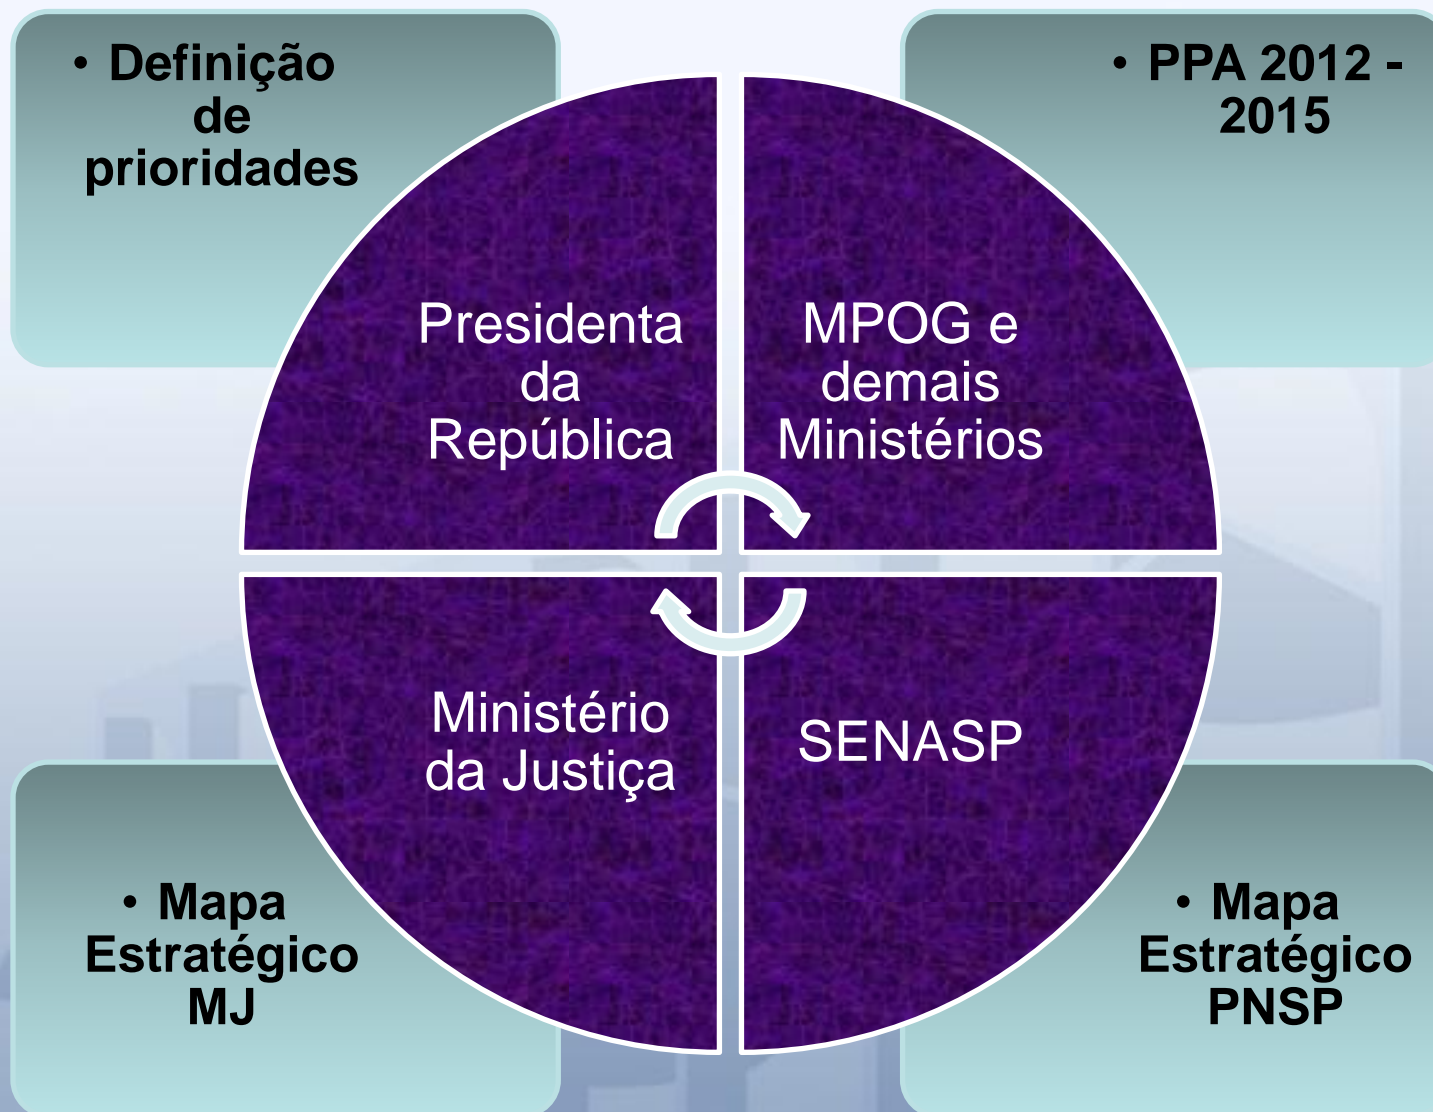 • Definição
de
prioridades
• PPA 2012 -
2015
Presidenta
da
República
MPOG e
demais
Ministérios
Ministério
da Justiça
SENASP
• Mapa
Estratégico
MJ
• Mapa
Estratégico
PNSP